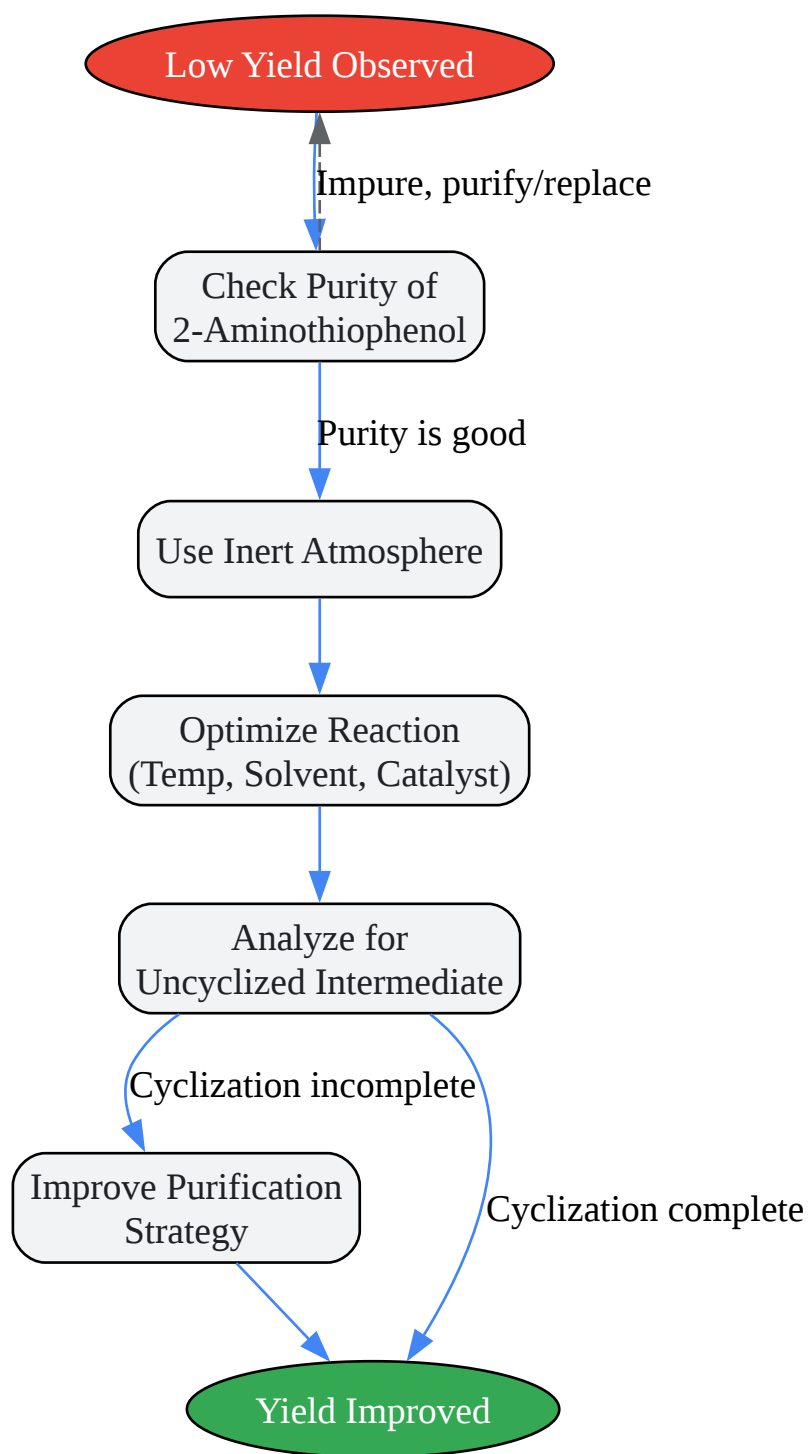 Low Yield Observed
Impure, purify/replace
Check Purity of
2-Aminothiophenol
Purity is good
Use Inert Atmosphere
Optimize Reaction
(Temp, Solvent, Catalyst)
Analyze for
Uncyclized Intermediate
Cyclization incomplete
Improve Purification
Strategy
Cyclization complete
Yield Improved